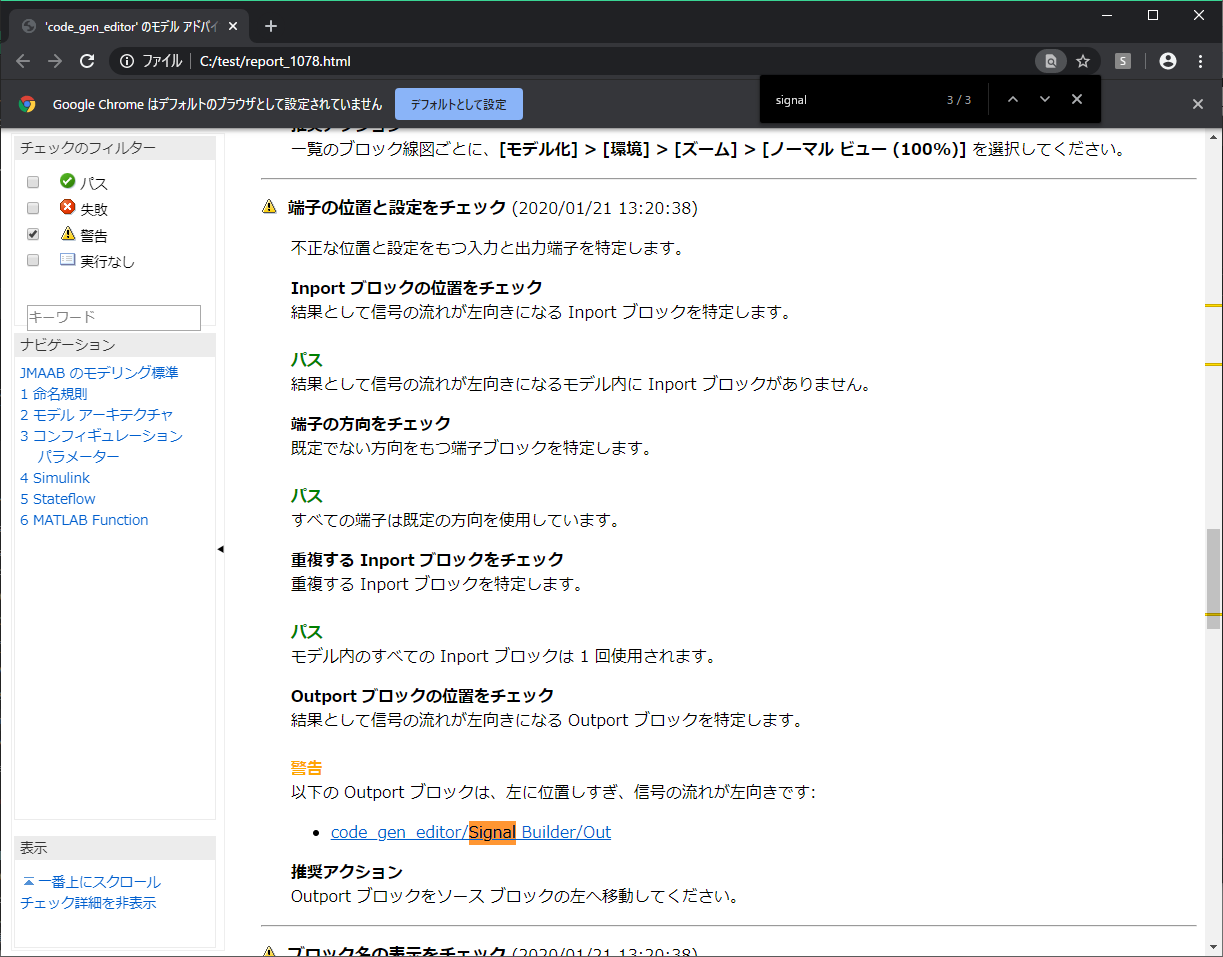 'code_gen_editor' のモデル アドバイ
ファイル
C:/test/report_1078.html
S
Google Chrome はデフォルトのブラウザとして設定されていません
デフォルトとして設定
signal
3 / 3
チェックのフィルター
パス
失敗
警告
実行なし
キーワード
ナビゲーション
JMAAB のモデリング標準
1 命名規則
2 モデル アーキテクチャ
3 コンフィギュレーション
パラメーター
4 Simulink
5 Stateflow
6 MATLAB Function
表示
一番上にスクロール
チェック詳細を非表示
推奨アクション
一覧のブロック線図ごとに、[モデル化] > [環境] > [ズーム] > [ノーマル ビュー (100%)] を選択してください。
端子の位置と設定をチェック (2020/01/21 13:20:38)
不正な位置と設定をもつ入力と出力端子を特定します。
Inport ブロックの位置をチェック
結果として信号の流れが左向きになる Inport ブロックを特定します。
パス
結果として信号の流れが左向きになるモデル内に Inport ブロックがありません。
端子の方向をチェック
既定でない方向をもつ端子ブロックを特定します。
パス
すべての端子は既定の方向を使用しています。
重複する Inport ブロックをチェック
重複する Inport ブロックを特定します。
パス
モデル内のすべての Inport ブロックは 1 回使用されます。
Outport ブロックの位置をチェック
結果として信号の流れが左向きになる Outport ブロックを特定します。
警告
以下の Outport ブロックは、左に位置しすぎ、信号の流れが左向きです:
code_gen_editor/Signal Builder/Out
推奨アクション
Outport ブロックをソース ブロックの左へ移動してください。
ブロック名の表示をチェック (2020/01/21 13:20:38)